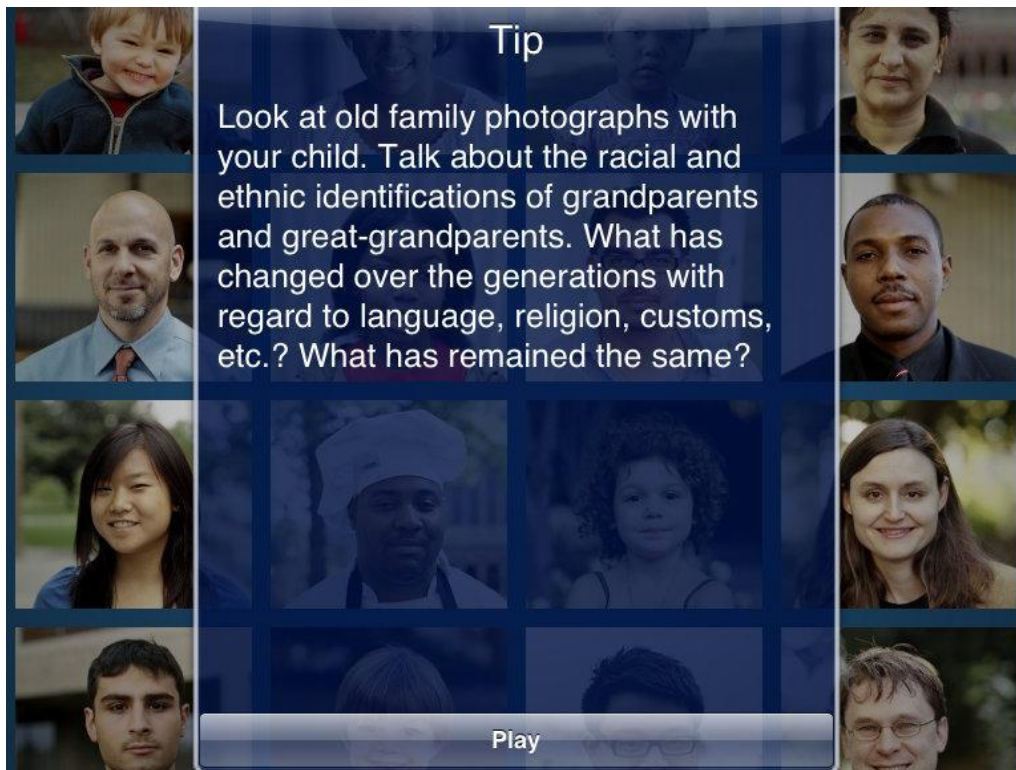 Tip
Look at old family photographs with
your child. Talk about the racial and
ethnic identifications of grandparents
and great-grandparents. What has
changed over the generations with
regard to language, religion, customs,
etc.? What has remained the same?
Play